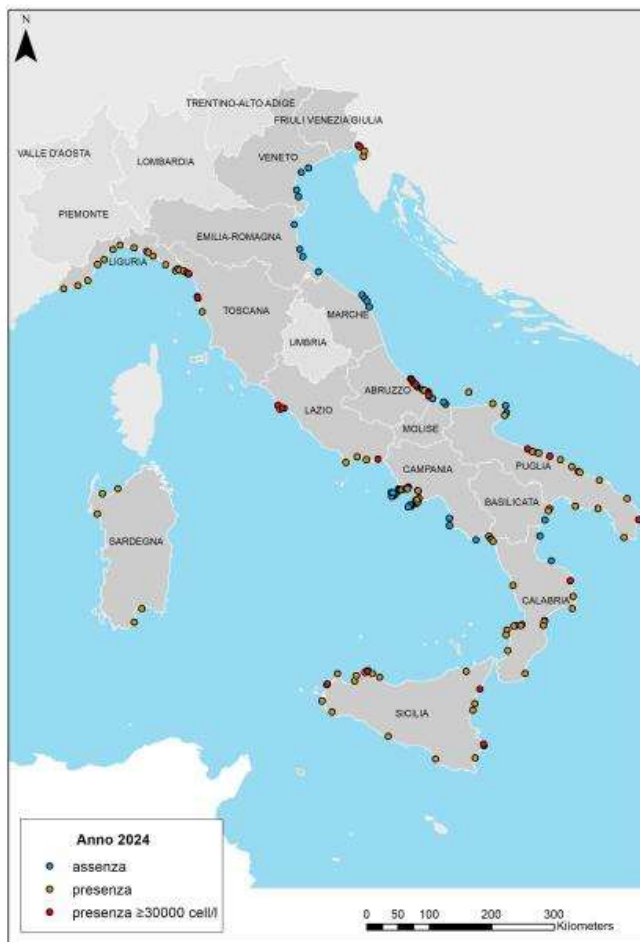 N
TRENTINO-ALTO ADIGE
FRIULI VENEZIA GIULIA
VALLE D'AOSTA
LOMBARDIA
VENETO
PIEMONTE
EMILIA-ROMAGNA
LIGURIA
TOSCANA
MARCHE
UMBRIA
ABRUZZO
LAZIO
MOLISE
PUGLIA
CAMPANIA
BASILICATA
SARDEGNA
CALABRIA
SICILIA
Anno 2024
assenza
presenza
presenza ≥30000 cell/l
0 50 100 200 300
Kilometers